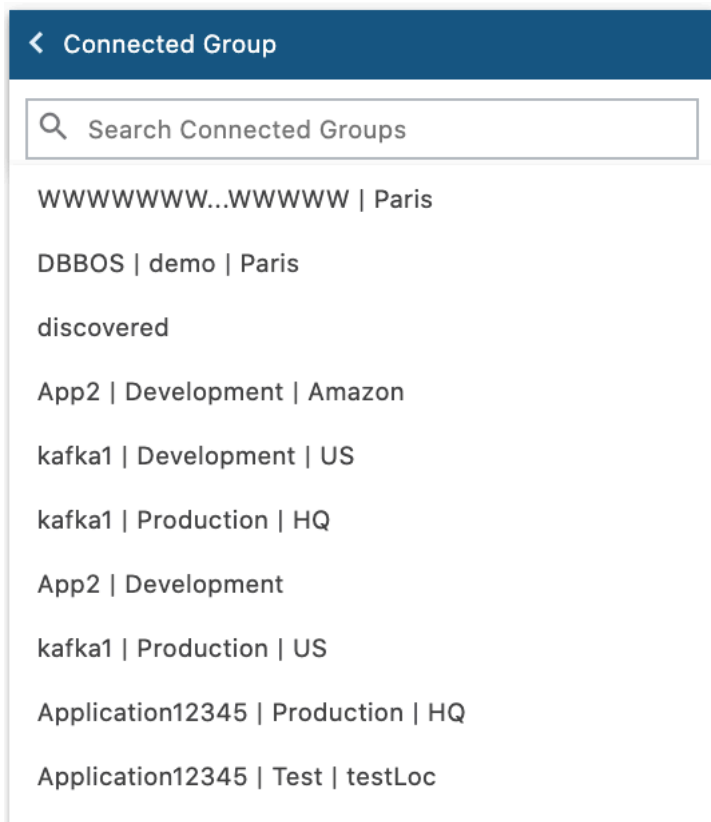 Connected Group
Search Connected Groups
WWWWWWW...WWWWW | Paris
DBBOS | demo | Paris
discovered
App2 | Development | Amazon
kafka1 | Development | US
kafka1 | Production | HQ
App2 | Development
kafka1 | Production | US
Application12345 | Production | HQ
Application12345 | Test | testLoc